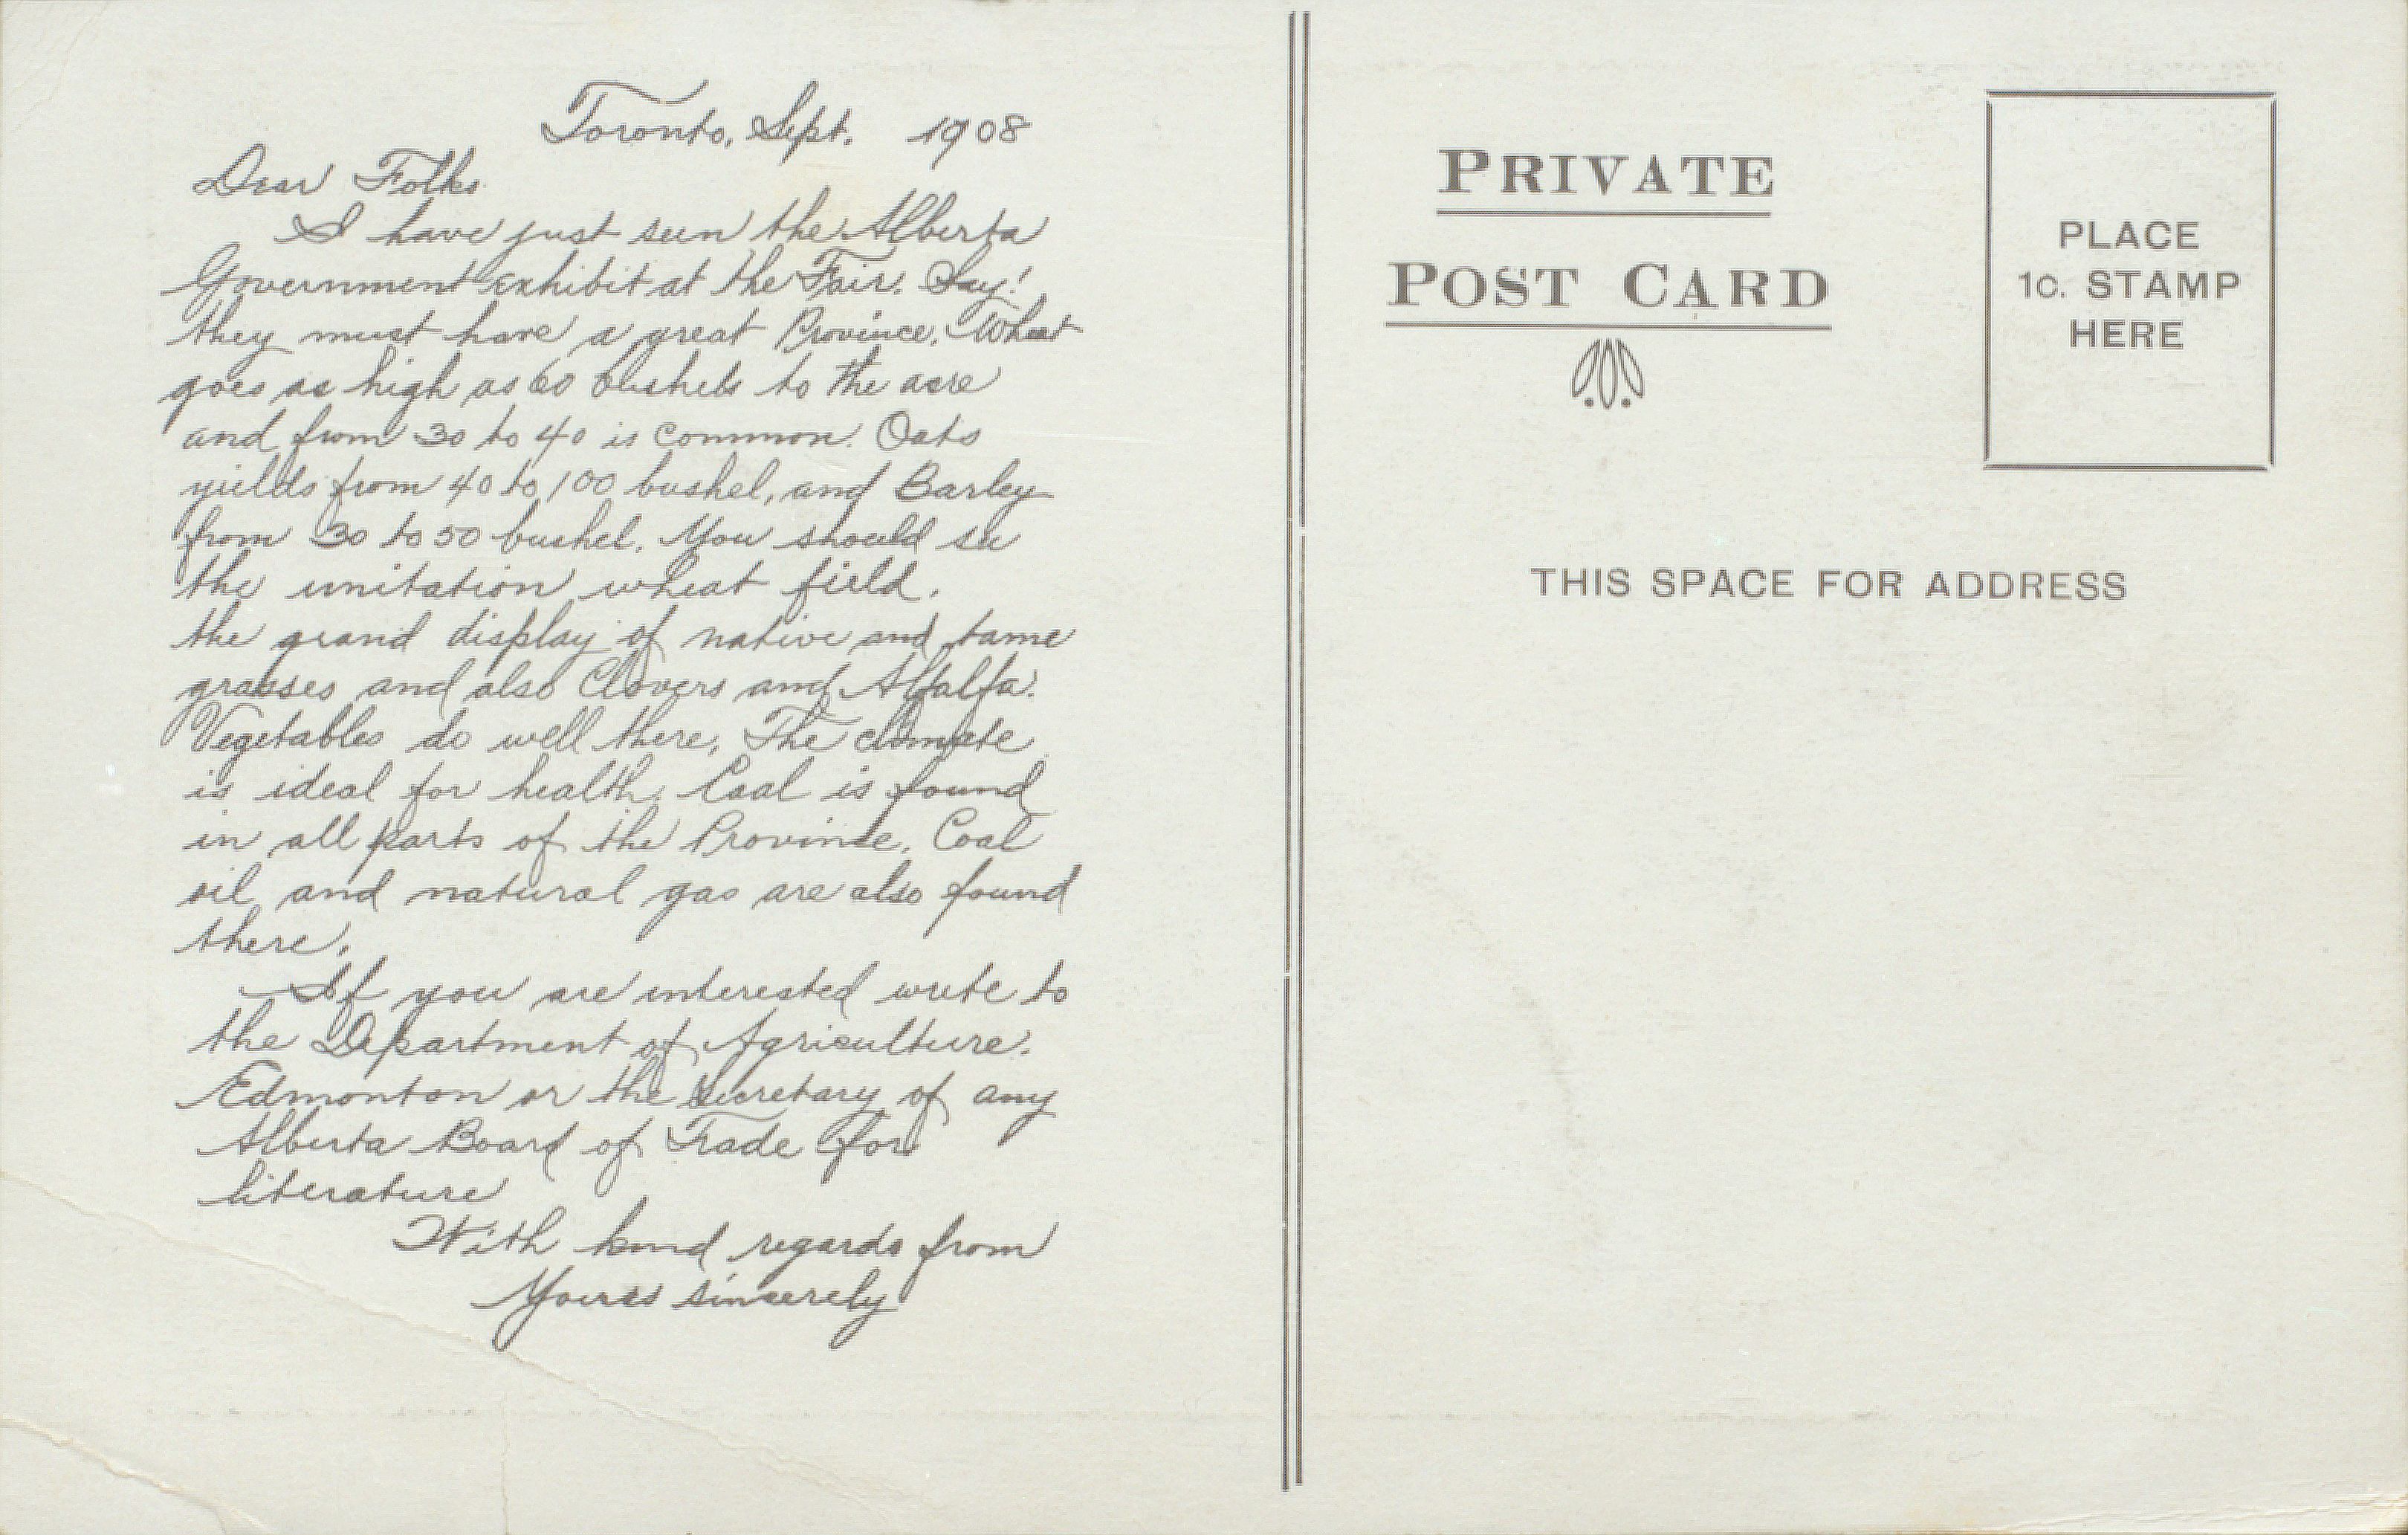 Toronto, Sept. 1908
Dear Folks
I have just seen the Alberta
Government exhibit at the Fair. Say!
they must have a great Province. Wheat
goes as high as 60 bushels to the acre
and from 30 to 40 is common. Oats
yields from 40 to 100 bushel, and Barley
from 30 to 50 bushel. You should see
the imitation wheat field.
the grand display of native and tame
grasses and also Clovers and Alfalfa.
Vegetables do well there, The climate
is ideal for health. Coal is found
in all parts of the Province. Coal
oil and natural gas are also found
there.
If you are interested write to
the Department of Agriculture.
Edmonton or the Secretary of any
Alberta Board of Trade for
literature
With kind regards from
Yours sincerely
PRIVATE
POST CARD
PLACE
1C. STAMP
HERE
THIS SPACE FOR ADDRESS